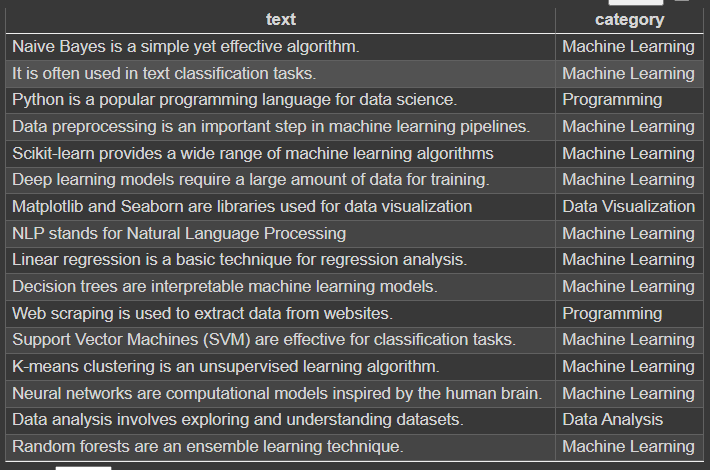 text category
Naive Bayes is a simple yet effective algorithm. Machine Learning
It is often used in text classification tasks. Machine Learning
Python is a popular programming language for data science. Programming
Data preprocessing is an important step in machine learning pipelines. Machine Learning
Scikit-learn provides a wide range of machine learning algorithms Machine Learning
Deep learning models require a large amount of data for training. Machine Learning
Matplotlib and Seaborn are libraries used for data visualization Data Visualization
NLP stands for Natural Language Processing Machine Learning
Linear regression is a basic technique for regression analysis. Machine Learning
Decision trees are interpretable machine learning models. Machine Learning
Web scraping is used to extract data from websites. Programming
Support Vector Machines (SVM) are effective for classification tasks. Machine Learning
K-means clustering is an unsupervised learning algorithm. Machine Learning
Neural networks are computational models inspired by the human brain. Machine Learning
Data analysis involves exploring and understanding datasets. Data Analysis
Random forests are an ensemble learning technique. Machine Learning